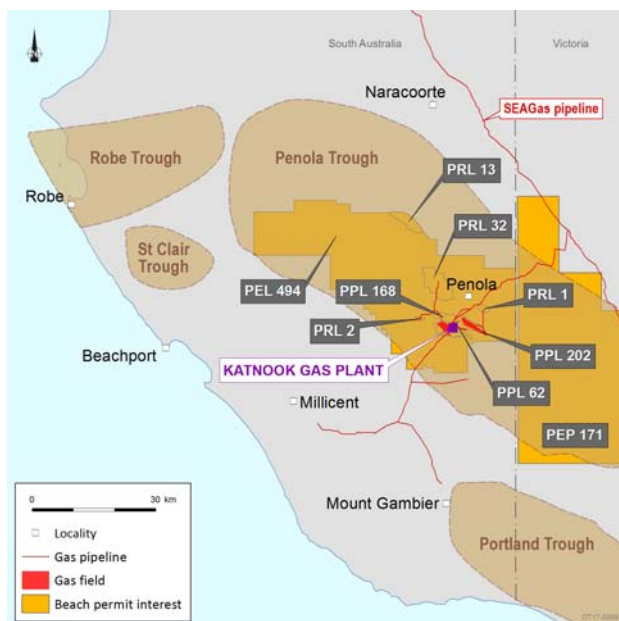 South Australia
Victoria
Naracoorte
SEAGas pipeline
Robe Trough
Penola Trough
PRL 13
Robe
PRL 32
St Clair
Trough
Penola
PEL 494
PPL 168
PRL 1
PRL 2
Beachport
PPL 202
KATNOOK GAS PLANT
PPL 62
Millicent
PEP 171
0
30 km
Mount Gambier
Locality
Gas pipeline
Portland Trough
Gas field
Beach permit interest